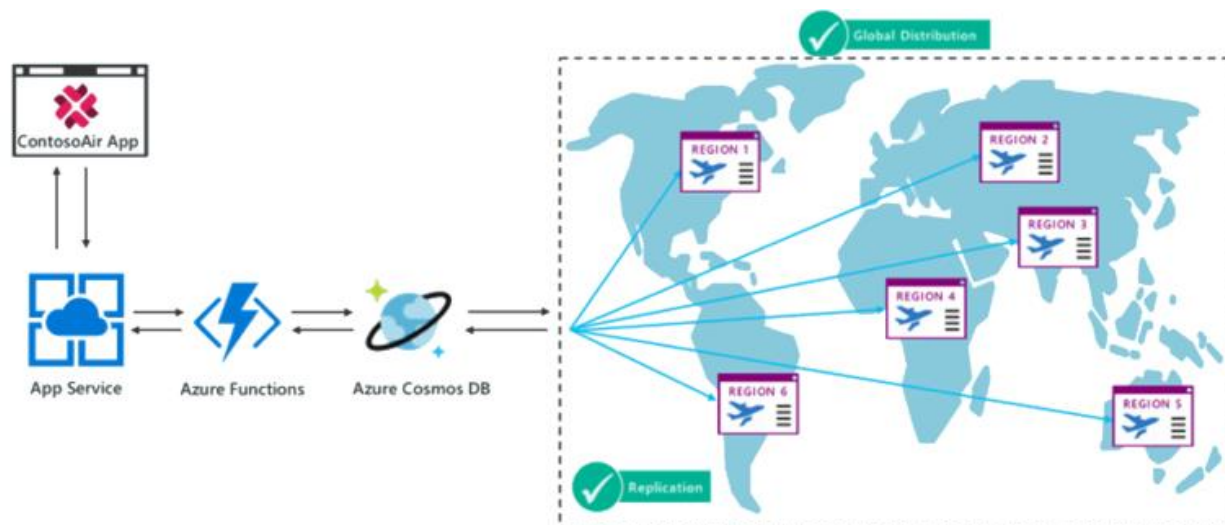 Global Distribution
ContosoAir App
REGION 1
REGION 2
REGION 3
REGION 4
App Service
Azure Functions
Azure Cosmos DB
REGION 6
REGION 5
Replication